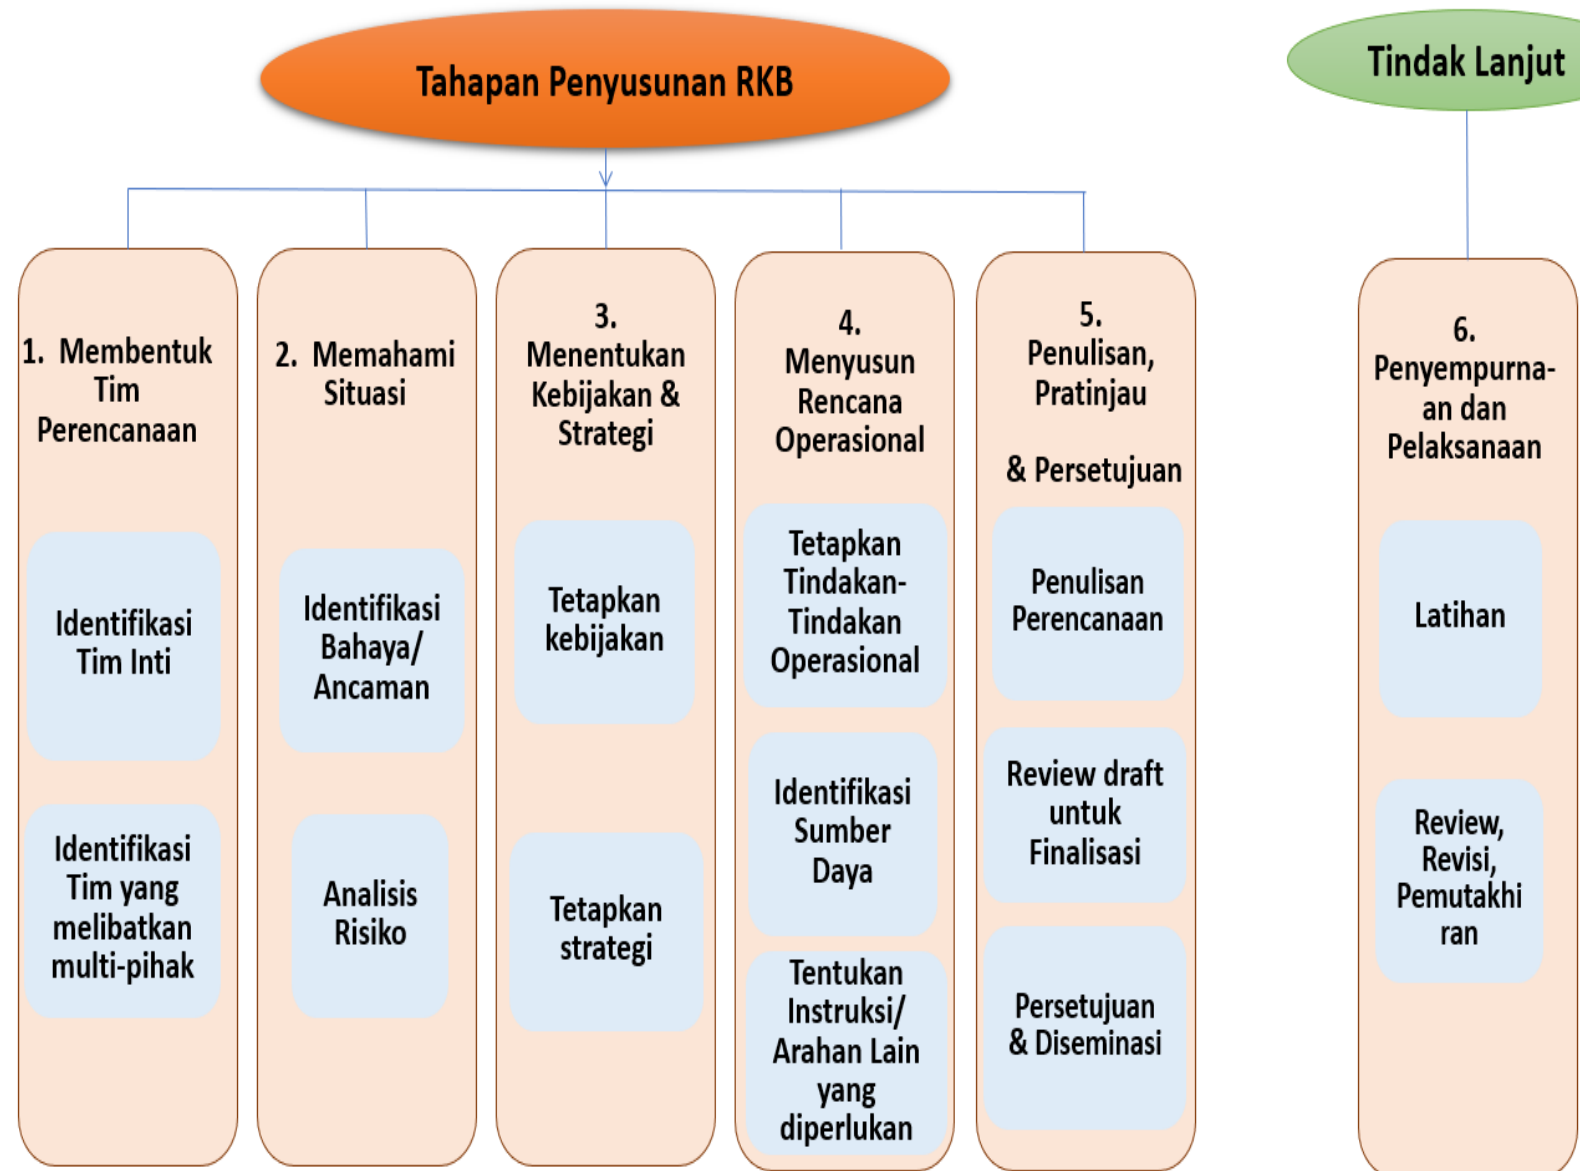 Tahapan Penyusunan RKB
Tindak Lanjut
1. Membentuk
Tim
Perencanaan
Identifikasi
Tim Inti
Identifikasi
Tim yang
melibatkan
multi-pihak
2. Memahami
Situasi
Identifikasi
Bahaya/
Ancaman
Analisis
Risiko
3.
Menentukan
Kebijakan &
Strategi
Tetapkan
kebijakan
Tetapkan
strategi
4.
Menyusun
Rencana
Operasional
Tetapkan
Tindakan-
Tindakan
Operasional
Identifikasi
Sumber
Daya
Tentukan
Instruksi/
Arahan Lain
yang
diperlukan
5.
Penulisan,
Pratinjau
& Persetujuan
Penulisan
Perencanaan
Review draft
untuk
Finalisasi
Persetujuan
& Diseminasi
6.
Penyempurna-
an dan
Pelaksanaan
Latihan
Review,
Revisi,
Pemutakhi
ran